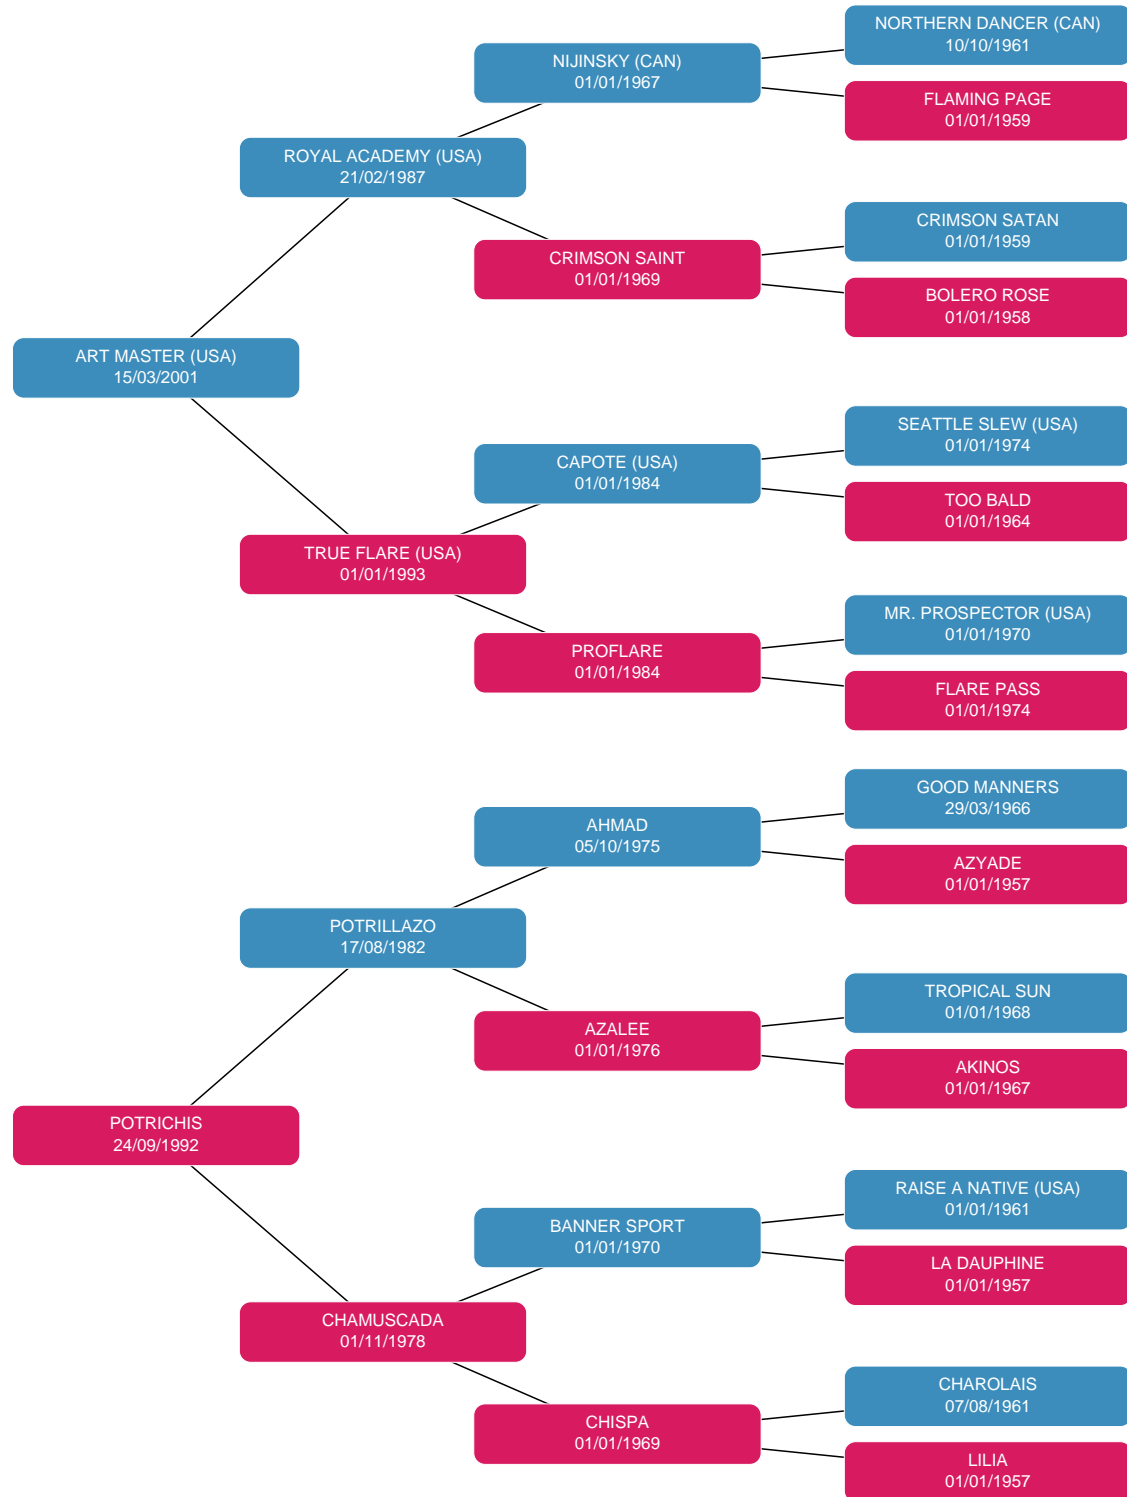 NORTHERN DANCER (CAN)
10/10/1961
NIJINSKY (CAN)
01/01/1967
FLAMING PAGE
01/01/1959
ROYAL ACADEMY (USA)
21/02/1987
CRIMSON SATAN
01/01/1959
CRIMSON SAINT
01/01/1969
BOLERO ROSE
01/01/1958
ART MASTER (USA)
15/03/2001
SEATTLE SLEW (USA)
01/01/1974
CAPOTE (USA)
01/01/1984
TOO BALD
01/01/1964
TRUE FLARE (USA)
01/01/1993
MR. PROSPECTOR (USA)
01/01/1970
PROFLARE
01/01/1984
FLARE PASS
01/01/1974
GOOD MANNERS
29/03/1966
AHMAD
05/10/1975
AZYADE
01/01/1957
POTRILLAZO
17/08/1982
TROPICAL SUN
01/01/1968
AZALEE
01/01/1976
AKINOS
01/01/1967
POTRICHIS
24/09/1992
RAISE A NATIVE (USA)
01/01/1961
BANNER SPORT
01/01/1970
LA DAUPHINE
01/01/1957
CHAMUSCADA
01/11/1978
CHAROLAIS
07/08/1961
CHISPA
01/01/1969
LILIA
01/01/1957